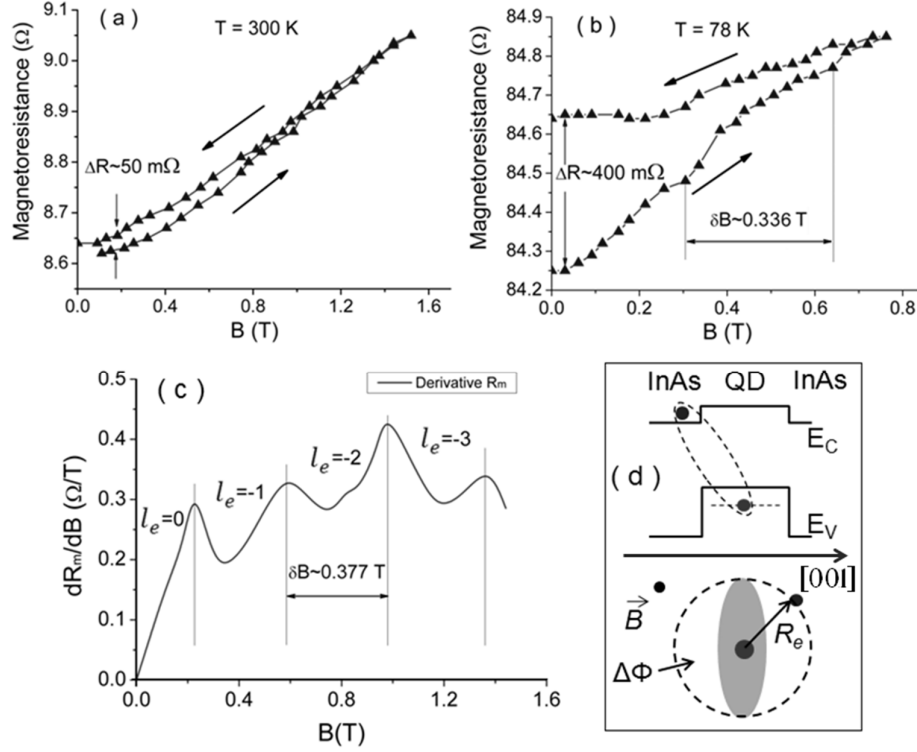 ( a )
T = 300 K
ΔR~50 mΩ
Magnetoresistance (Ω)
9.1
9.0
8.9
8.8
8.7
8.6
0.0 0.4 0.8 1.2 1.6
B (T)
( b )
T = 78 K
ΔR~400 mΩ
δB~0.336 T
Magnetoresistance (Ω)
84.9
84.8
84.7
84.6
84.5
84.4
84.3
84.2
0.0 0.2 0.4 0.6 0.8
B (T)
( c )
Derivative Rm
le=0
le=-1
le=-2
le=-3
δB~0.377 T
dRm/dB (Ω/T)
0.5
0.4
0.3
0.2
0.1
0.0
0.0 0.4 0.8 1.2 1.6
B(T)
InAs QD InAs
EC
( d )
EV
[001]
B
Re
ΔΦ